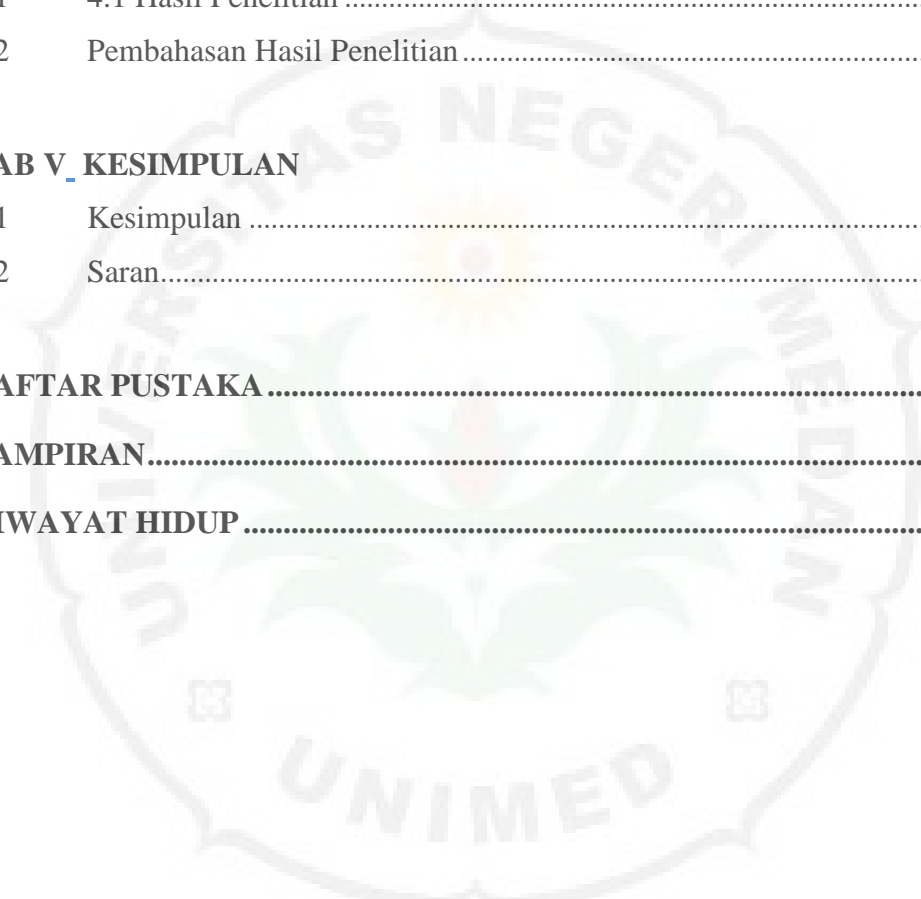 1 4.1 Hasil Penelitian ........................................
2 Pembahasan Hasil Penelitian ........................................
AB V KESIMPULAN
1 Kesimpulan ........................................
2 Saran ........................................
AFTAR PUSTAKA ........................................
AMPIRAN ........................................
IWAYAT HIDUP ........................................
UNIVERSITAS NEGERI MEDAN
UNIMED